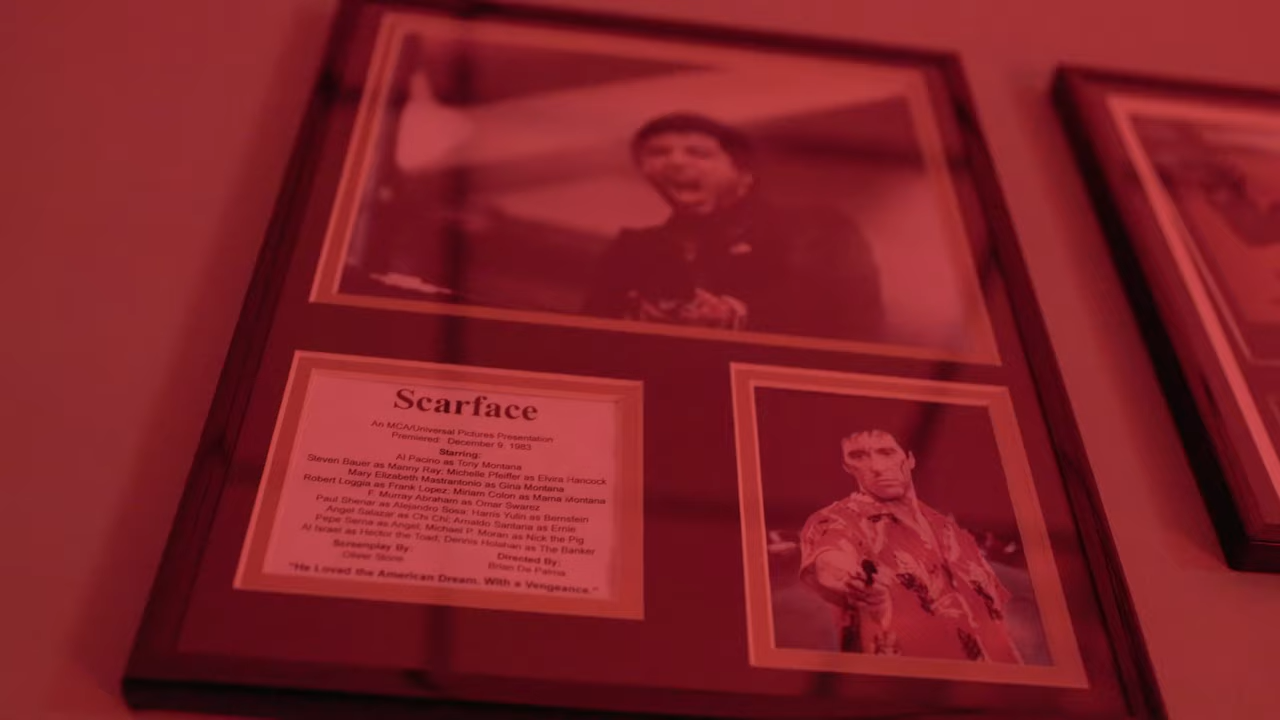 Scarface
An MCA/Universal Pictures Presentation
Premiered: December 9, 1983
Starring:
Al Pacino as Tony Montana
Steven Bauer as Manny Ray; Michelle Pfeiffer as Elvira Hancock
Mary Elizabeth Mastrantonio as Gina Montana
Robert Loggia as Frank Lopez; Miriam Colon as Mama Montana
F. Murray Abraham as Omar Swarez
Paul Shenar as Alejandro Sosa; Harris Yulin as Bernstein
Angel Salazar as Chi Chi; Arnaldo Santana as Ernie
Pepe Serna as Angel; Michael P. Moran as Nick the Pig
Al Israel as Hector the Toad; Dennis Holahan as The Banker
Screenplay By: Directed By:
Oliver Stone Brian De Palma
"He Loved the American Dream. With a Vengeance."